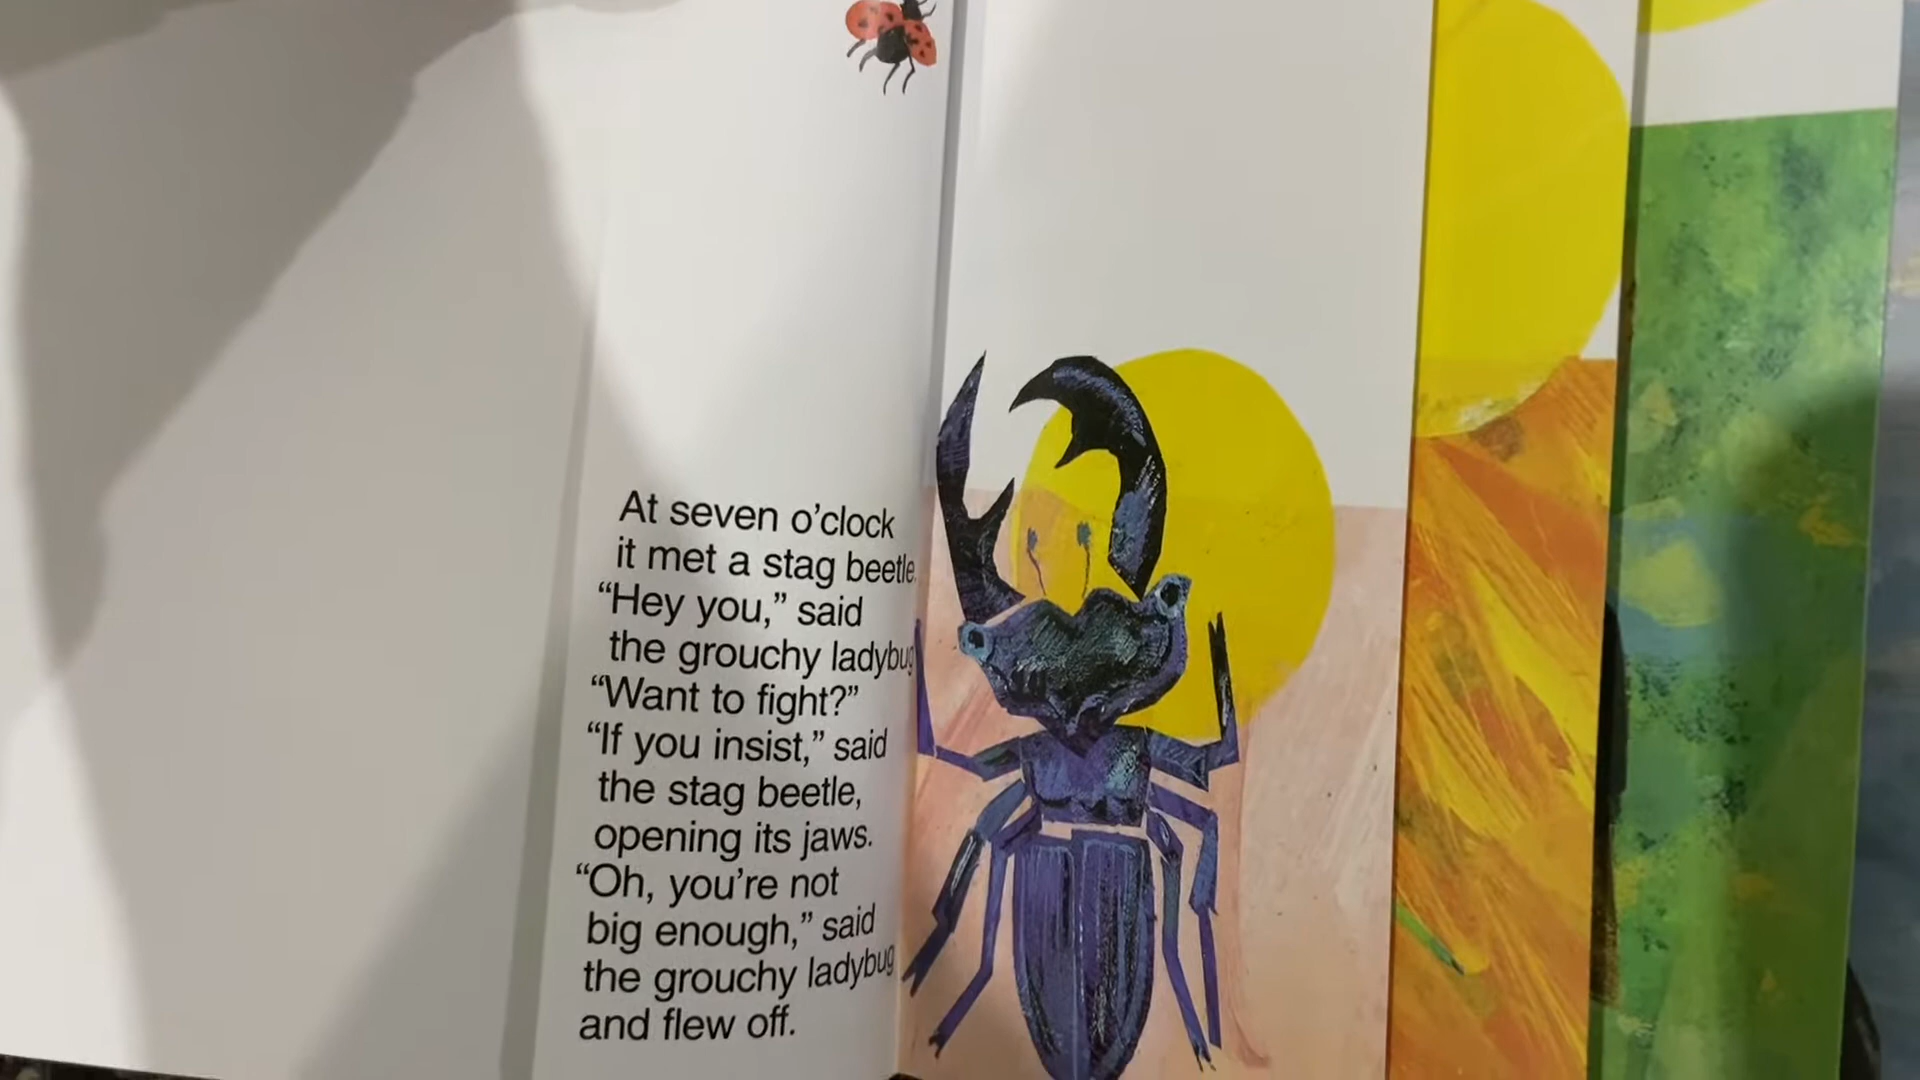 At seven o’clock
it met a stag beetle.
“Hey you,” said
the grouchy ladybug
“Want to fight?”
“If you insist,” said
the stag beetle,
opening its jaws.
“Oh, you’re not
big enough,” said
the grouchy ladybug
and flew off.